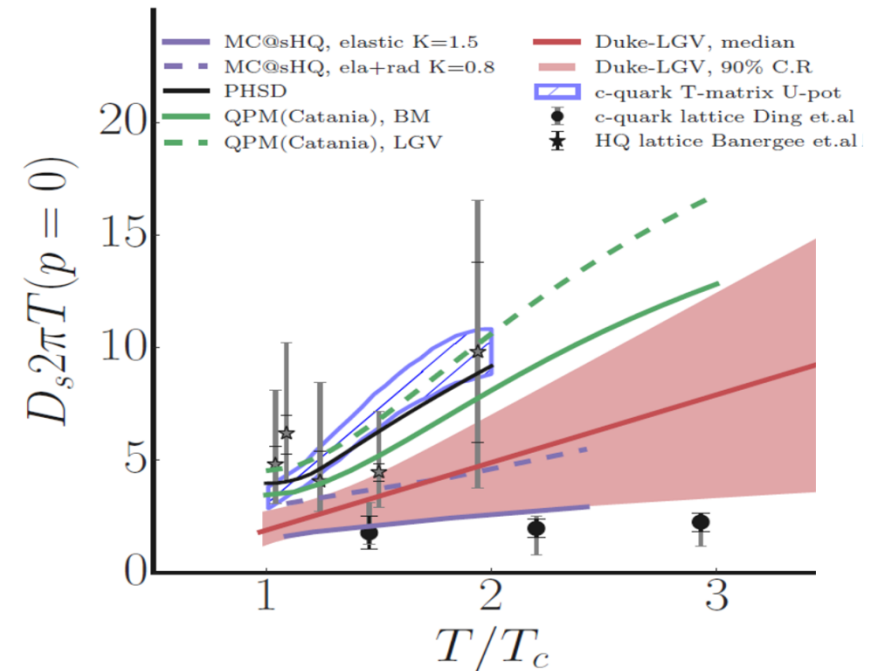 MC@sHQ, elastic K=1.5
MC@sHQ, ela+rad K=0.8
PHSD
QPM(Catania), BM
QPM(Catania), LGV
Duke-LGV, median
Duke-LGV, 90% C.R
c-quark T-matrix U-pot
c-quark lattice Ding et.al
HQ lattice Banergee et.al
20
15
10
5
0
D_s2πT(p = 0)
1 2 3
T/T_c